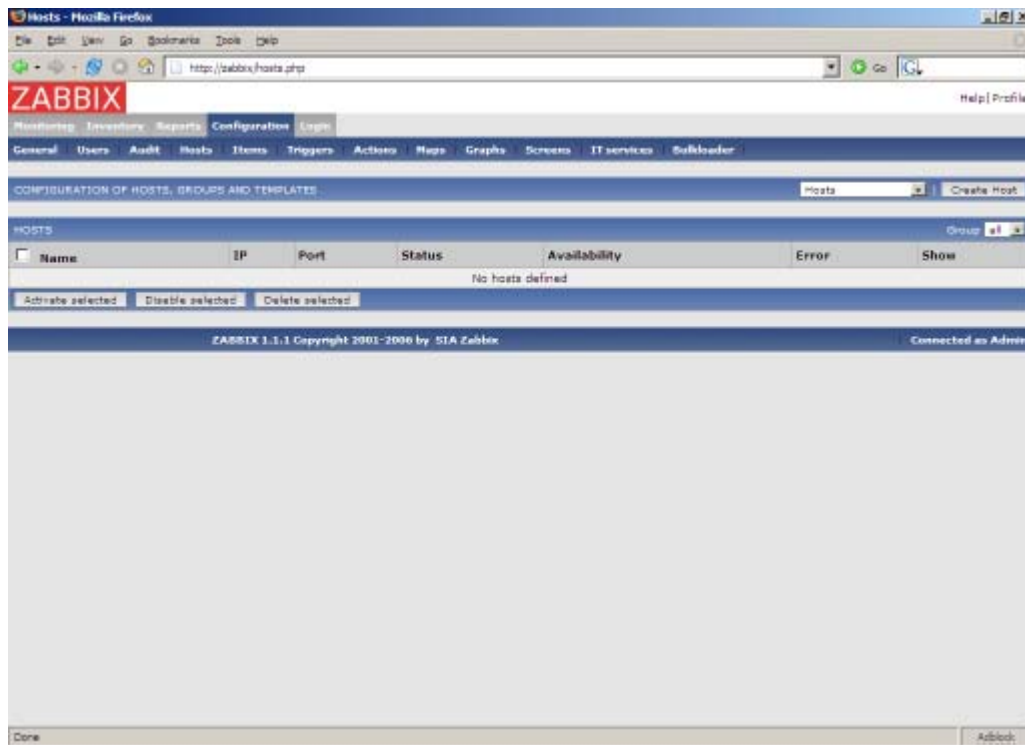 Hosts - Mozilla Firefox
File Edit View Go Bookmarks Tools Help
http://zabbix/hosts.php Go G
ZABBIX Help | Profile
Monitoring Inventory Reports Configuration Login
General Users Audit Hosts Items Triggers Actions Maps Graphs Screens IT services Bulkloader
CONFIGURATION OF HOSTS, GROUPS AND TEMPLATES Hosts Create Host
HOSTS Group all
Name IP Port Status Availability Error Show
No hosts defined
Activate selected Disable selected Delete selected
ZABBIX 1.1.1 Copyright 2001-2006 by SIA Zabbix Connected as Admin
Done Adblock